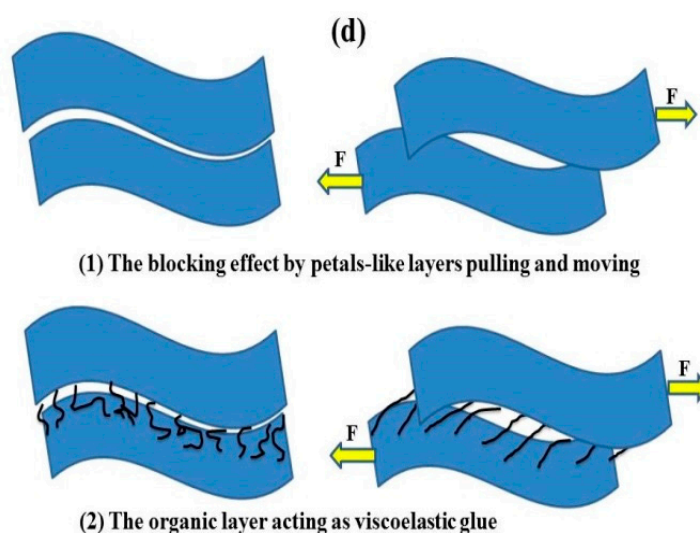 (d)
F
F
(1) The blocking effect by petals-like layers pulling and moving
F
F
(2) The organic layer acting as viscoelastic glue